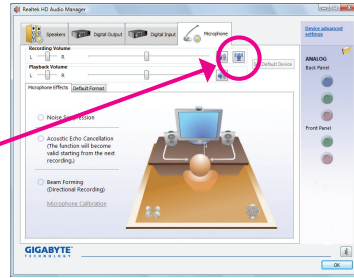 Realtek HD Audio Manager
Speakers
Digital Output
Digital Input
Microphone
Device advanced
settings
Recording Volume
L
R
Playback Volume
L
R
Default Device
ANALOG
Back Panel
Microphone Effects
Default Format
Noise Suppression
Acoustic Echo Cancellation
(The function will become
valid starting from the next
recording.)
Beam Forming
(Directional Recording)
Microphone Calibration
Front Panel
GIGABYTE
TECHNOLOGY
OK